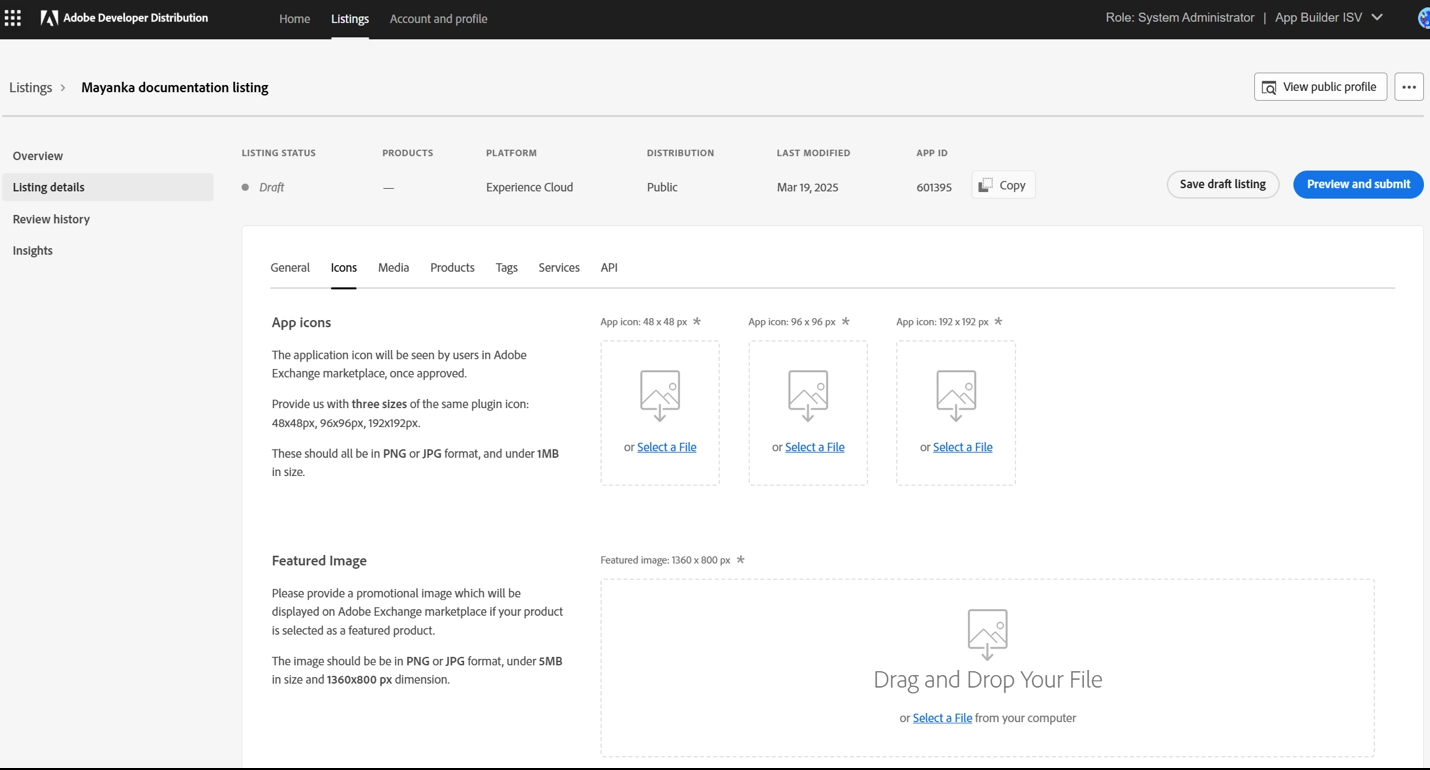 Adobe Developer Distribution
Home
Listings
Account and profile
Role: System Administrator | App Builder ISV
Listings > Mayanka documentation listing
View public profile
Overview
Listing details
Review history
Insights
LISTING STATUS
PRODUCTS
PLATFORM
DISTRIBUTION
LAST MODIFIED
APP ID
Draft
—
Experience Cloud
Public
Mar 19, 2025
601395
Copy
Save draft listing
Preview and submit
General
Icons
Media
Products
Tags
Services
API
App icons
The application icon will be seen by users in Adobe
Exchange marketplace, once approved.
Provide us with three sizes of the same plugin icon:
48x48px, 96x96px, 192x192px.
These should all be in PNG or JPG format, and under 1MB
in size.
App icon: 48 x 48 px *
or Select a File
App icon: 96 x 96 px *
or Select a File
App icon: 192 x 192 px *
or Select a File
Featured Image
Please provide a promotional image which will be
displayed on Adobe Exchange marketplace if your product
is selected as a featured product.
The image should be be in PNG or JPG format, under 5MB
in size and 1360x800 px dimension.
Featured image: 1360 x 800 px *
Drag and Drop Your File
or Select a File from your computer